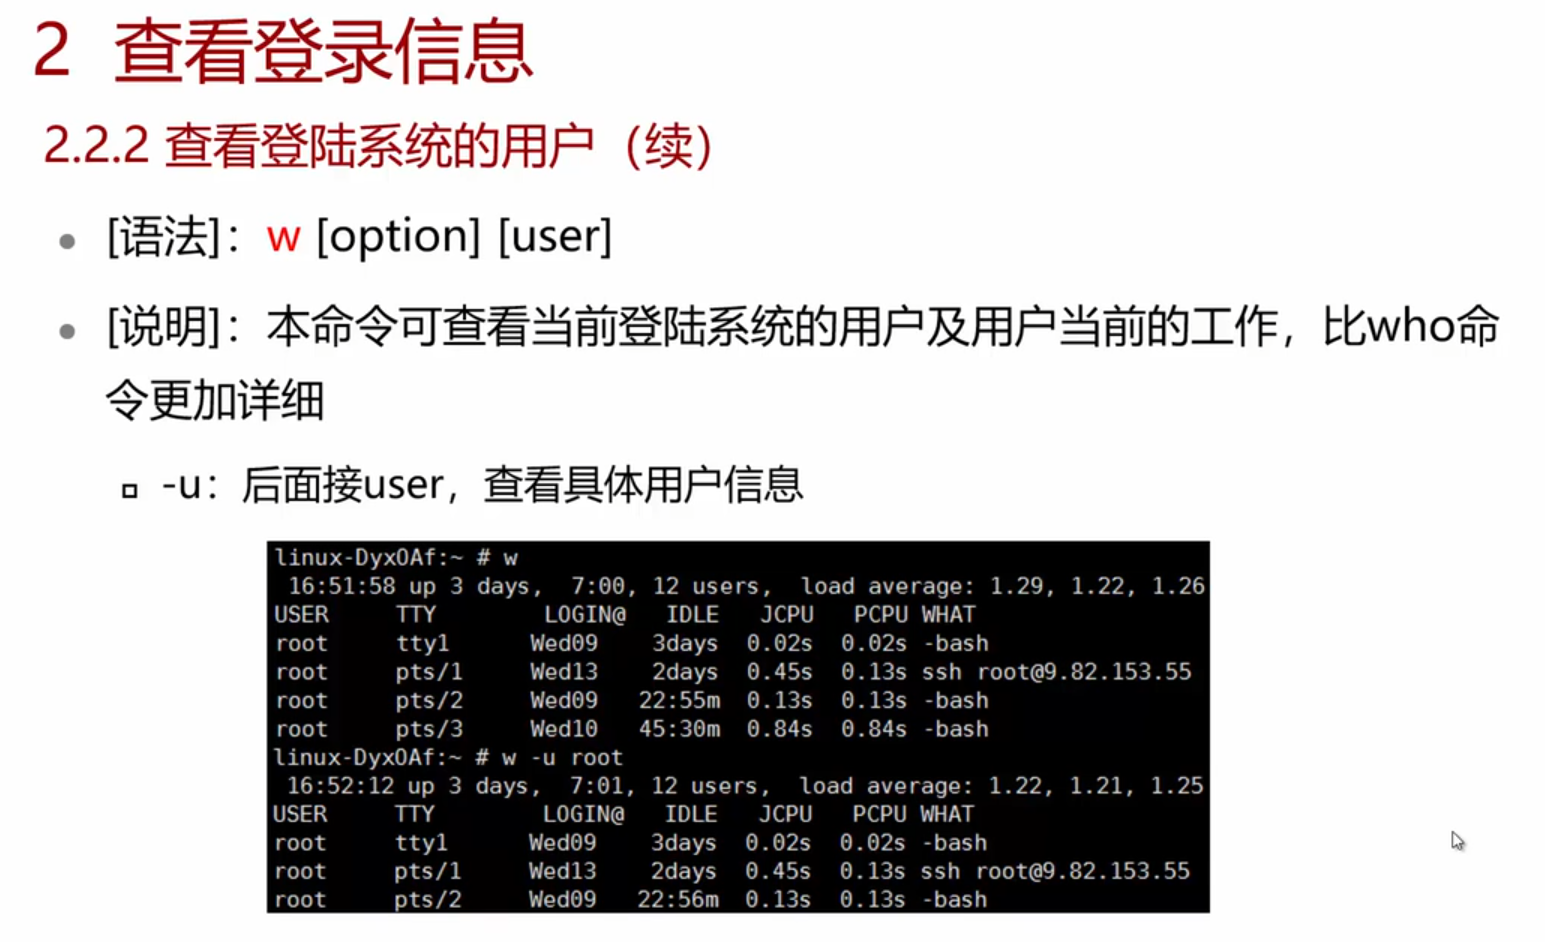 2 查看登录信息
2.2.2 查看登陆系统的用户（续）
[语法]：w [option] [user]
[说明]：本命令可查看当前登陆系统的用户及用户当前的工作，比who命
令更加详细
-u：后面接user，查看具体用户信息
linux-DyxOAf:~ # w
16:51:58 up 3 days,  7:00, 12 users,  load average: 1.29, 1.22, 1.26
USER     TTY        LOGIN@   IDLE   JCPU   PCPU WHAT
root     tty1      Wed09    3days  0.02s  0.02s -bash
root     pts/1     Wed13    2days  0.45s  0.13s ssh root@9.82.153.55
root     pts/2     Wed09   22:55m  0.13s  0.13s -bash
root     pts/3     Wed10   45:30m  0.84s  0.84s -bash
linux-DyxOAf:~ # w -u root
16:52:12 up 3 days,  7:01, 12 users,  load average: 1.22, 1.21, 1.25
USER     TTY        LOGIN@   IDLE   JCPU   PCPU WHAT
root     tty1      Wed09    3days  0.02s  0.02s -bash
root     pts/1     Wed13    2days  0.45s  0.13s ssh root@9.82.153.55
root     pts/2     Wed09   22:56m  0.13s  0.13s -bash